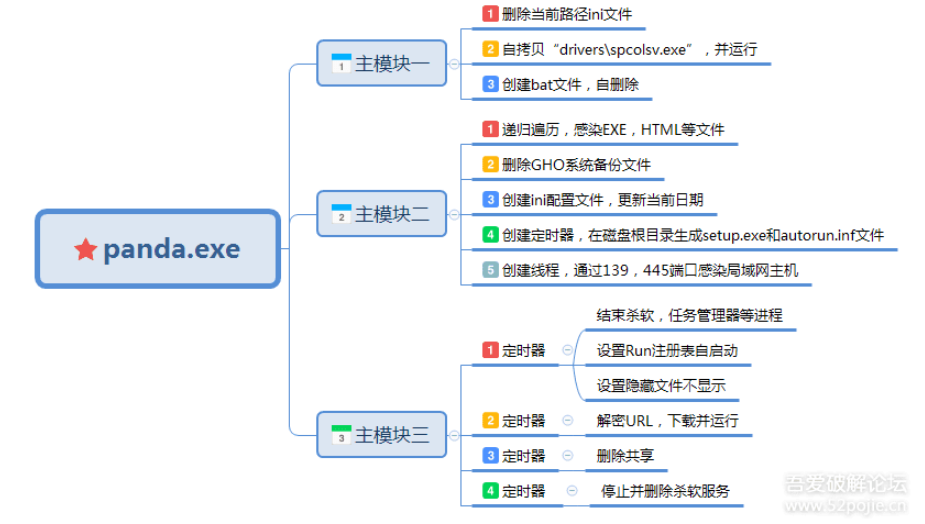 panda.exe
1 主模块一
1 删除当前路径ini文件
2 自拷贝“drivers\spcolsv.exe”,并运行
3 创建bat文件,自删除
2 主模块二
1 递归遍历,感染EXE,HTML等文件
2 删除GHO系统备份文件
3 创建ini配置文件,更新当前日期
4 创建定时器,在磁盘根目录生成setup.exe和autorun.inf文件
5 创建线程,通过139,445端口感染局域网主机
3 主模块三
1 定时器
结束杀软,任务管理器等进程
设置Run注册表自启动
设置隐藏文件不显示
2 定时器
解密URL,下载并运行
3 定时器
删除共享
4 定时器
停止并删除杀软服务
吾爱破解论坛
www.52pojie.cn